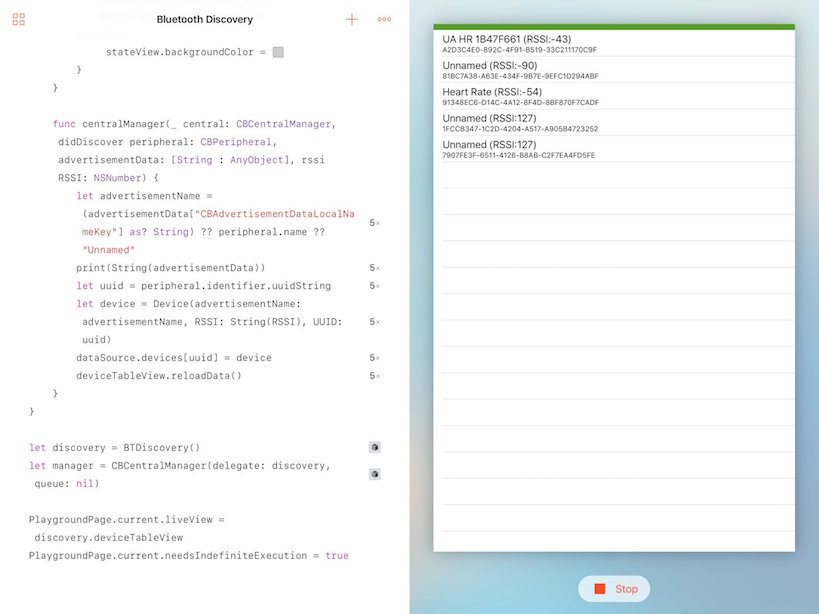 Bluetooth Discovery
stateView.backgroundColor =
}
}
func centralManager(_ central: CBCentralManager,
didDiscover peripheral: CBPeripheral,
advertisementData: [String : AnyObject], rssi
RSSI: NSNumber) {
let advertisementName =
(advertisementData["CBAdvertisementDataLocalNa
meKey"] as? String) ?? peripheral.name ??
"Unnamed"
5×
print(String(advertisementData))
5×
let uuid = peripheral.identifier.uuidString
5×
let device = Device(advertisementName:
advertisementName, RSSI: String(RSSI), UUID:
uuid)
5×
dataSource.devices[uuid] = device
5×
deviceTableView.reloadData()
5×
}
}
let discovery = BTDiscovery()
let manager = CBCentralManager(delegate: discovery,
queue: nil)
PlaygroundPage.current.liveView =
discovery.deviceTableView
PlaygroundPage.current.needsIndefiniteExecution = true
UA HR 1B47F661 (RSSI:-43)
A2D3C4E0-892C-4F91-B519-33C211170C9F
Unnamed (RSSI:-90)
81BC7A38-A63E-434F-9B7E-9EFC1D294ABF
Heart Rate (RSSI:-54)
91348EC6-D14C-4A12-8F4D-8BF870F7CADF
Unnamed (RSSI:127)
1FCCB347-1C2D-4204-A517-A905B4723252
Unnamed (RSSI:127)
7907FE3F-6511-4126-B8AB-C2F7EA4FD5FE
Stop